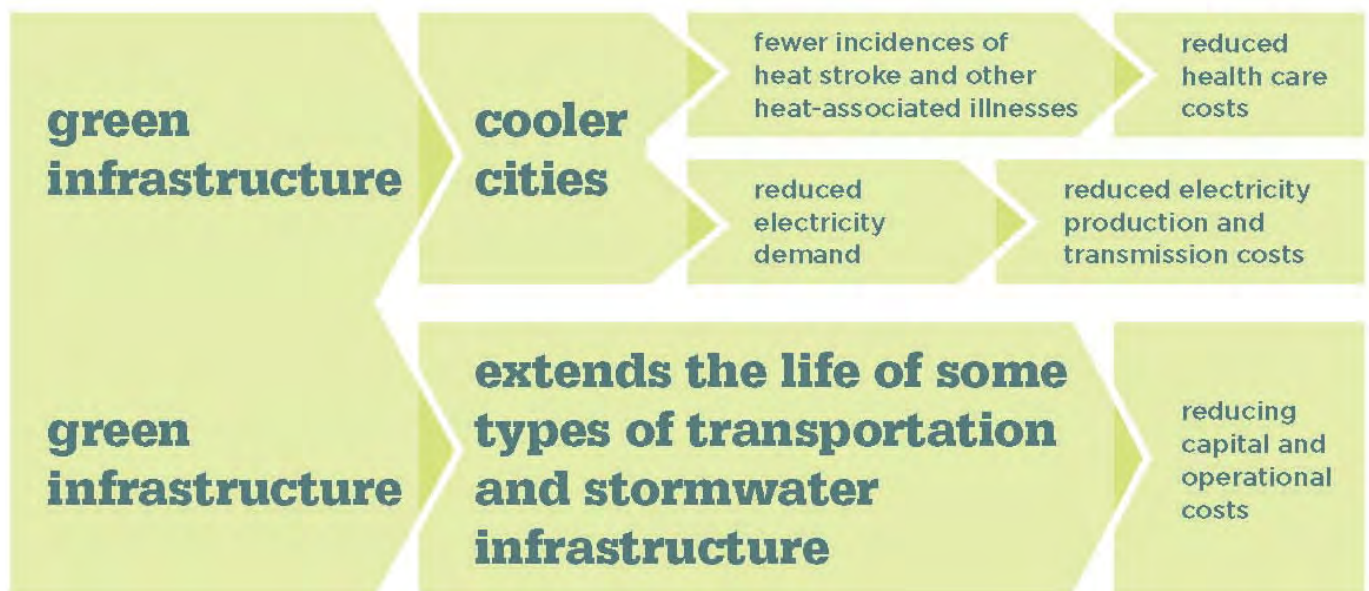 green
infrastructure
cooler
cities
fewer incidences of
heat stroke and other
heat-associated illnesses
reduced
health care
costs
reduced
electricity
demand
reduced electricity
production and
transmission costs
green
infrastructure
extends the life of some
types of transportation
and stormwater
infrastructure
reducing
capital and
operational
costs